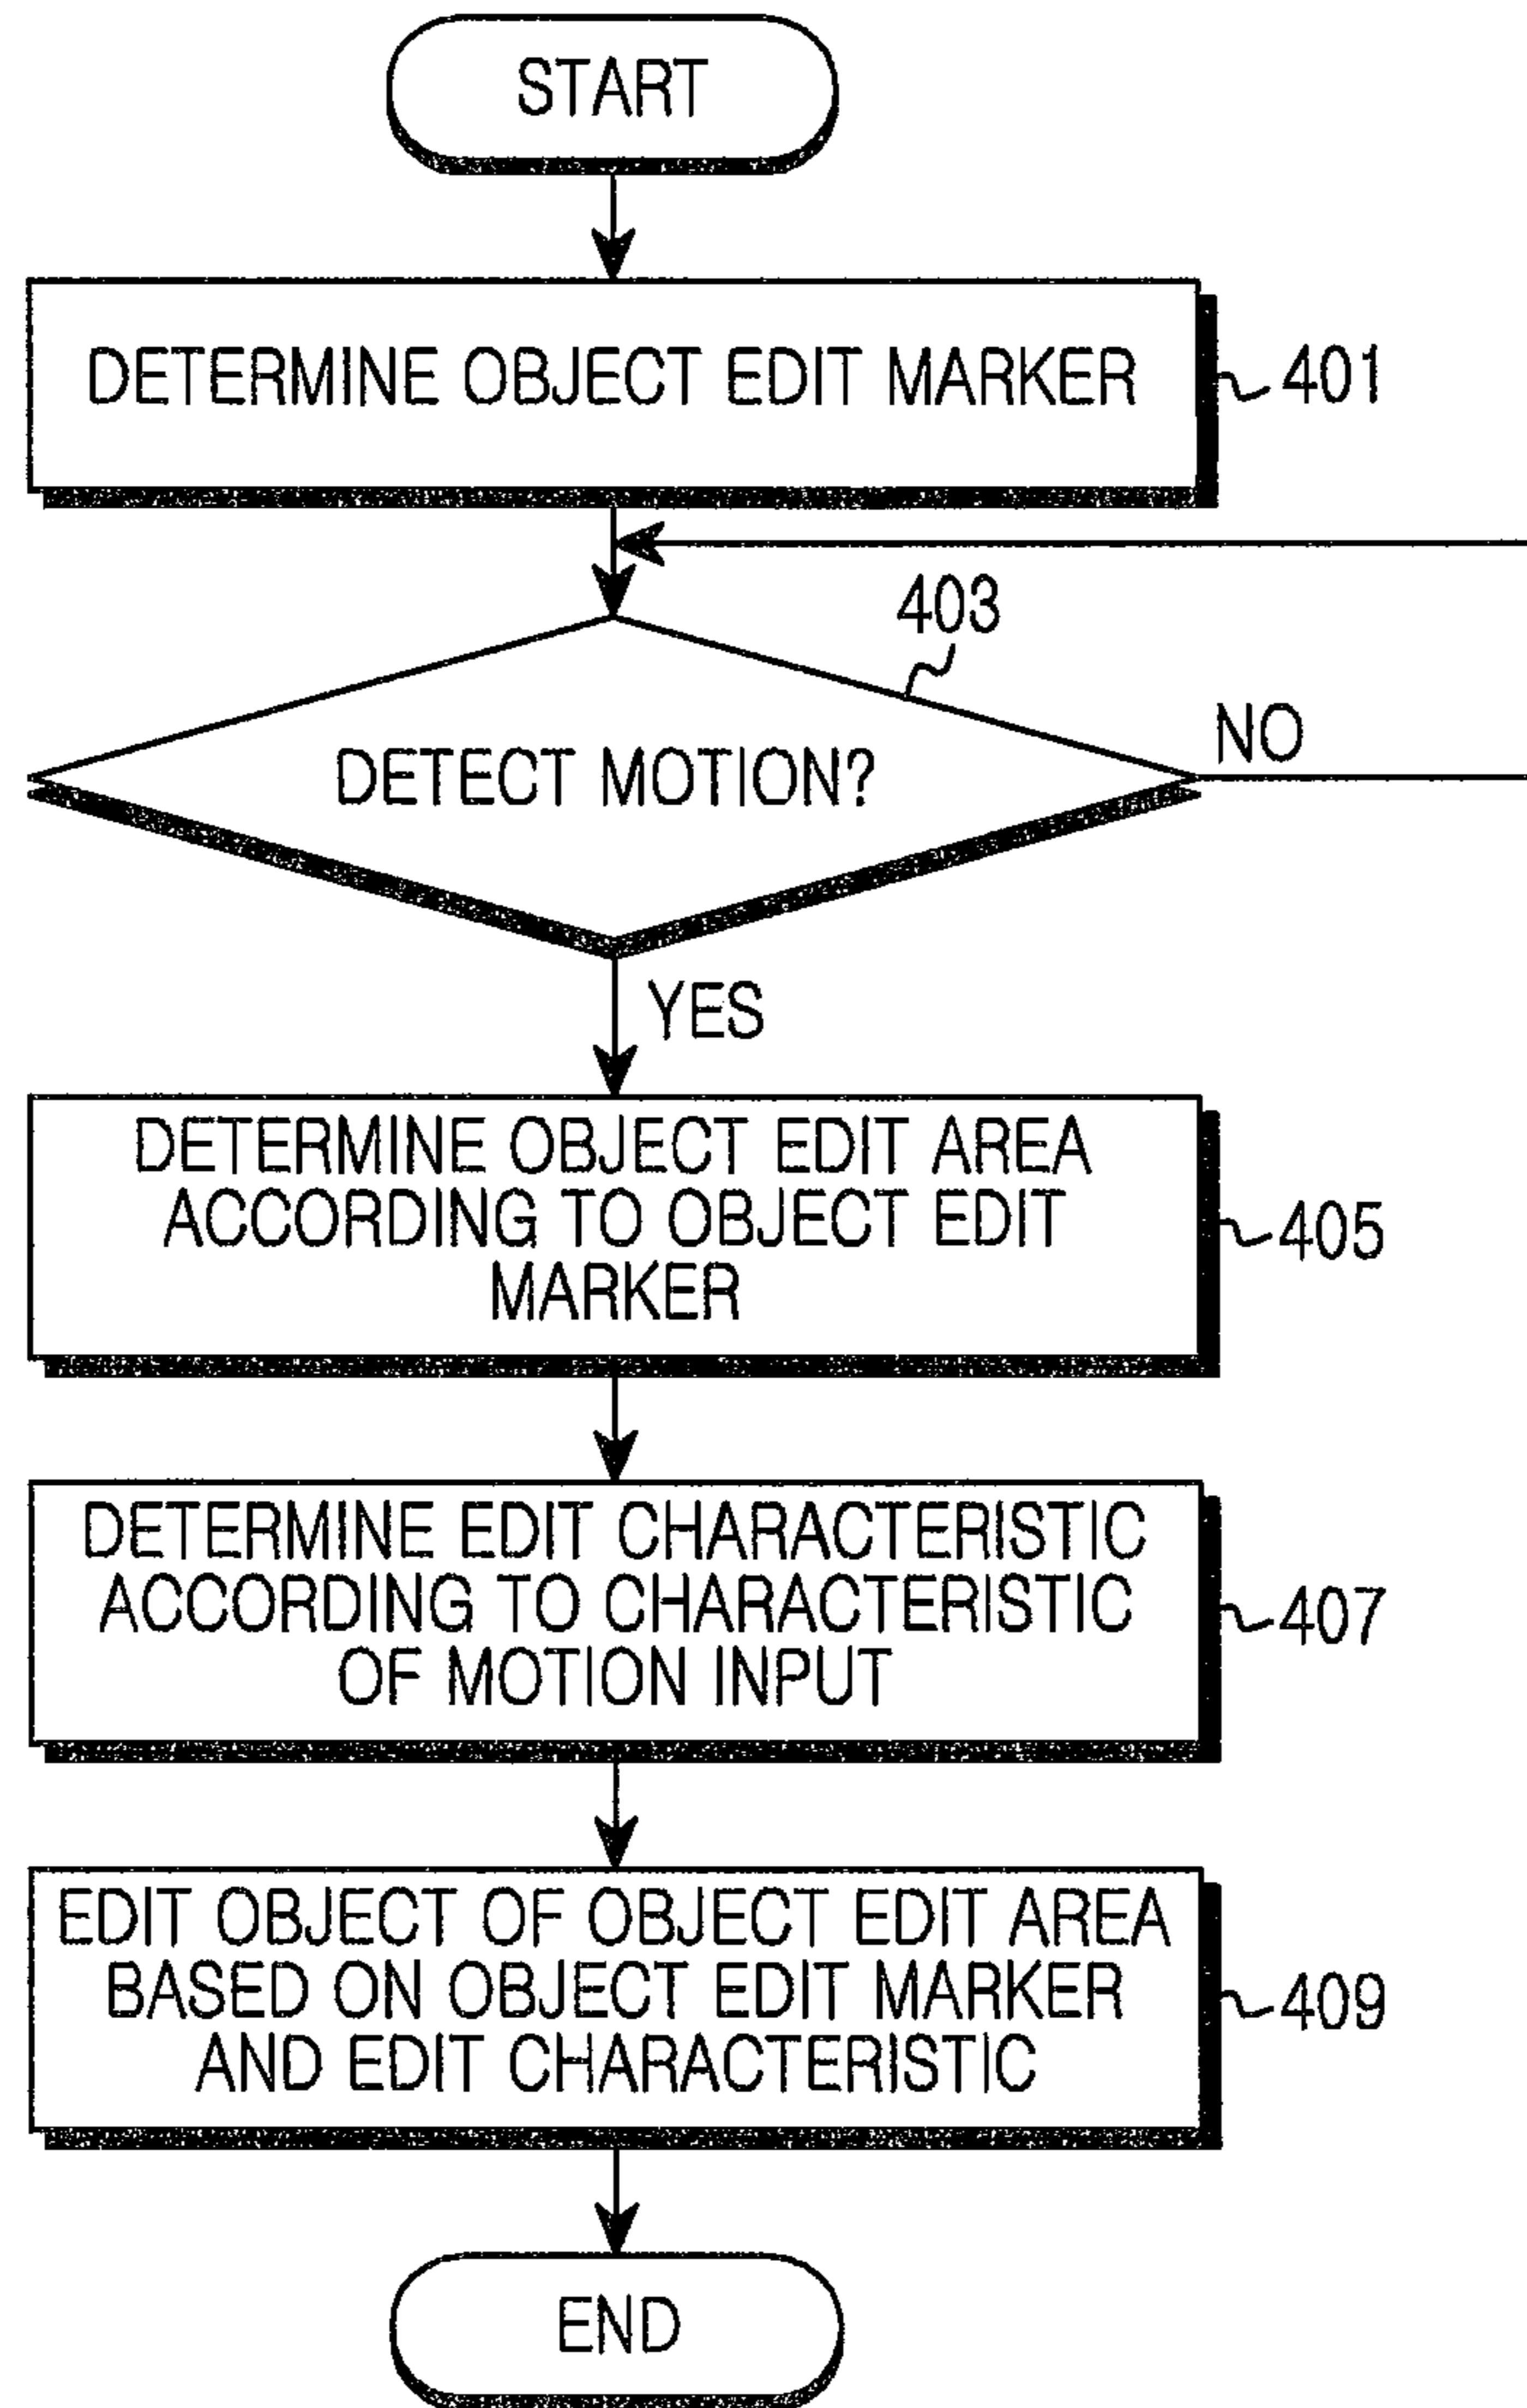 START
DETERMINE OBJECT EDIT MARKER
401
403
DETECT MOTION?
NO
YES
DETERMINE OBJECT EDIT AREA
ACCORDING TO OBJECT EDIT
MARKER
405
DETERMINE EDIT CHARACTERISTIC
ACCORDING TO CHARACTERISTIC
OF MOTION INPUT
407
EDIT OBJECT OF OBJECT EDIT AREA
BASED ON OBJECT EDIT MARKER
AND EDIT CHARACTERISTIC
409
END